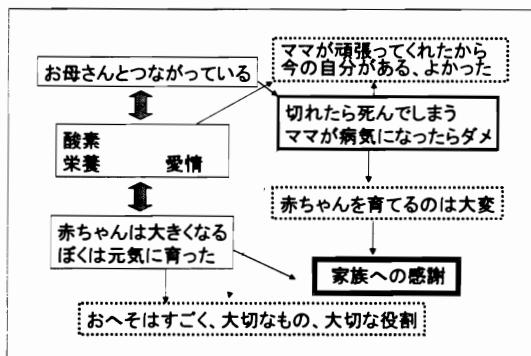 ママが頑張ってくれたから
今の自分がある、よかった
お母さんとつながっている
切れたら死んでしまう
ママが病気になったらダメ
酸素
栄養 愛情
赤ちゃんを育てるのは大変
赤ちゃんは大きくなる
ぼくは元気に育った
家族への感謝
おへそはすごく、大切なもの、大切な役割